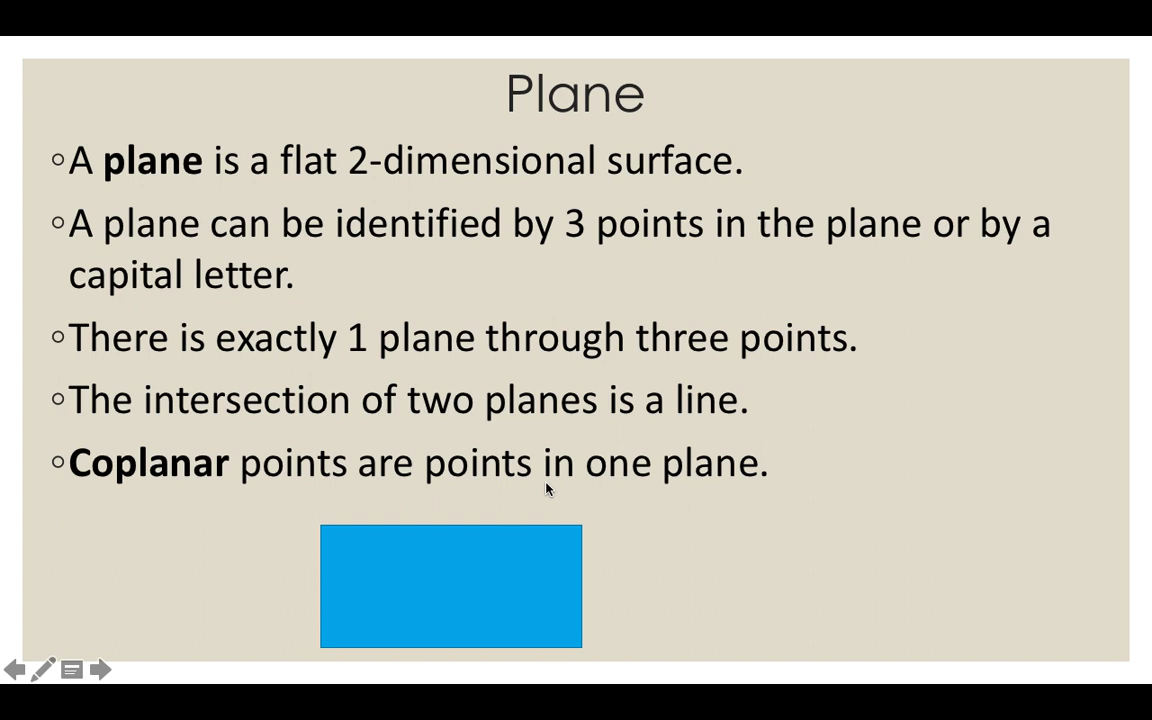 Plane
◦A plane is a flat 2-dimensional surface.
◦A plane can be identified by 3 points in the plane or by a
capital letter.
◦There is exactly 1 plane through three points.
◦The intersection of two planes is a line.
◦Coplanar points are points in one plane.